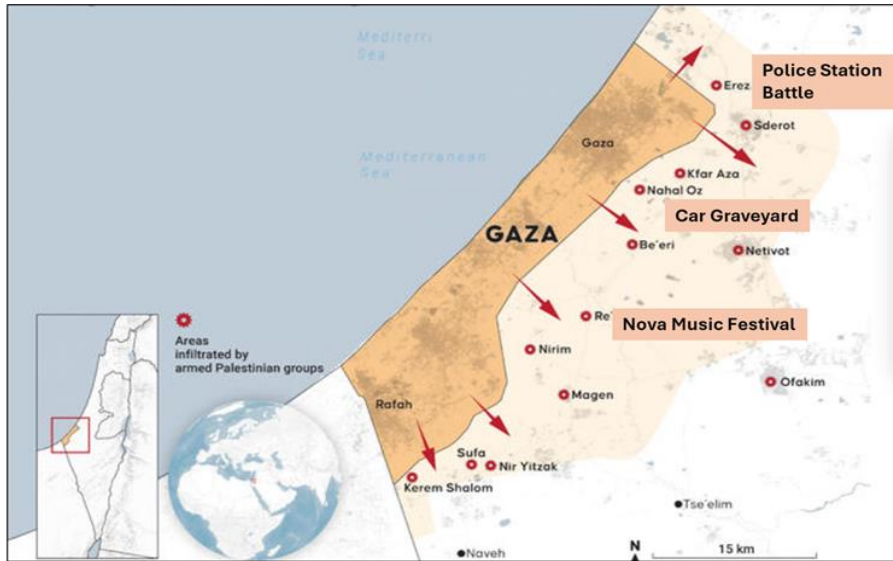 Mediterr
Sea
Police Station
Battle
Erez
Sderot
Gaza
Mediterranean
Sea
Kfar Aza
Nahal Oz
Car Graveyard
GAZA
Be'eri
Netivot
Areas
infiltrated by
armed Palestinian groups
Re'
Nova Music Festival
Nirim
Ofakim
Magen
Rafah
Sufa
Nir Yitzak
Kerem Shalom
Tse'elim
Naveh
N
15 km